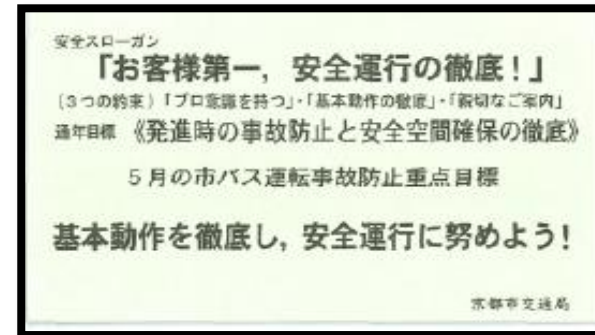 安全スローガン
「お客様第一，安全運行の徹底！」
（３つの約束）「プロ意識を持つ」・「基本動作の徹底」・「親切なご案内」
通年目標 《発進時の事故防止と安全空間確保の徹底》
５月の市バス運転事故防止重点目標
基本動作を徹底し，安全運行に努めよう！
京都市交通局